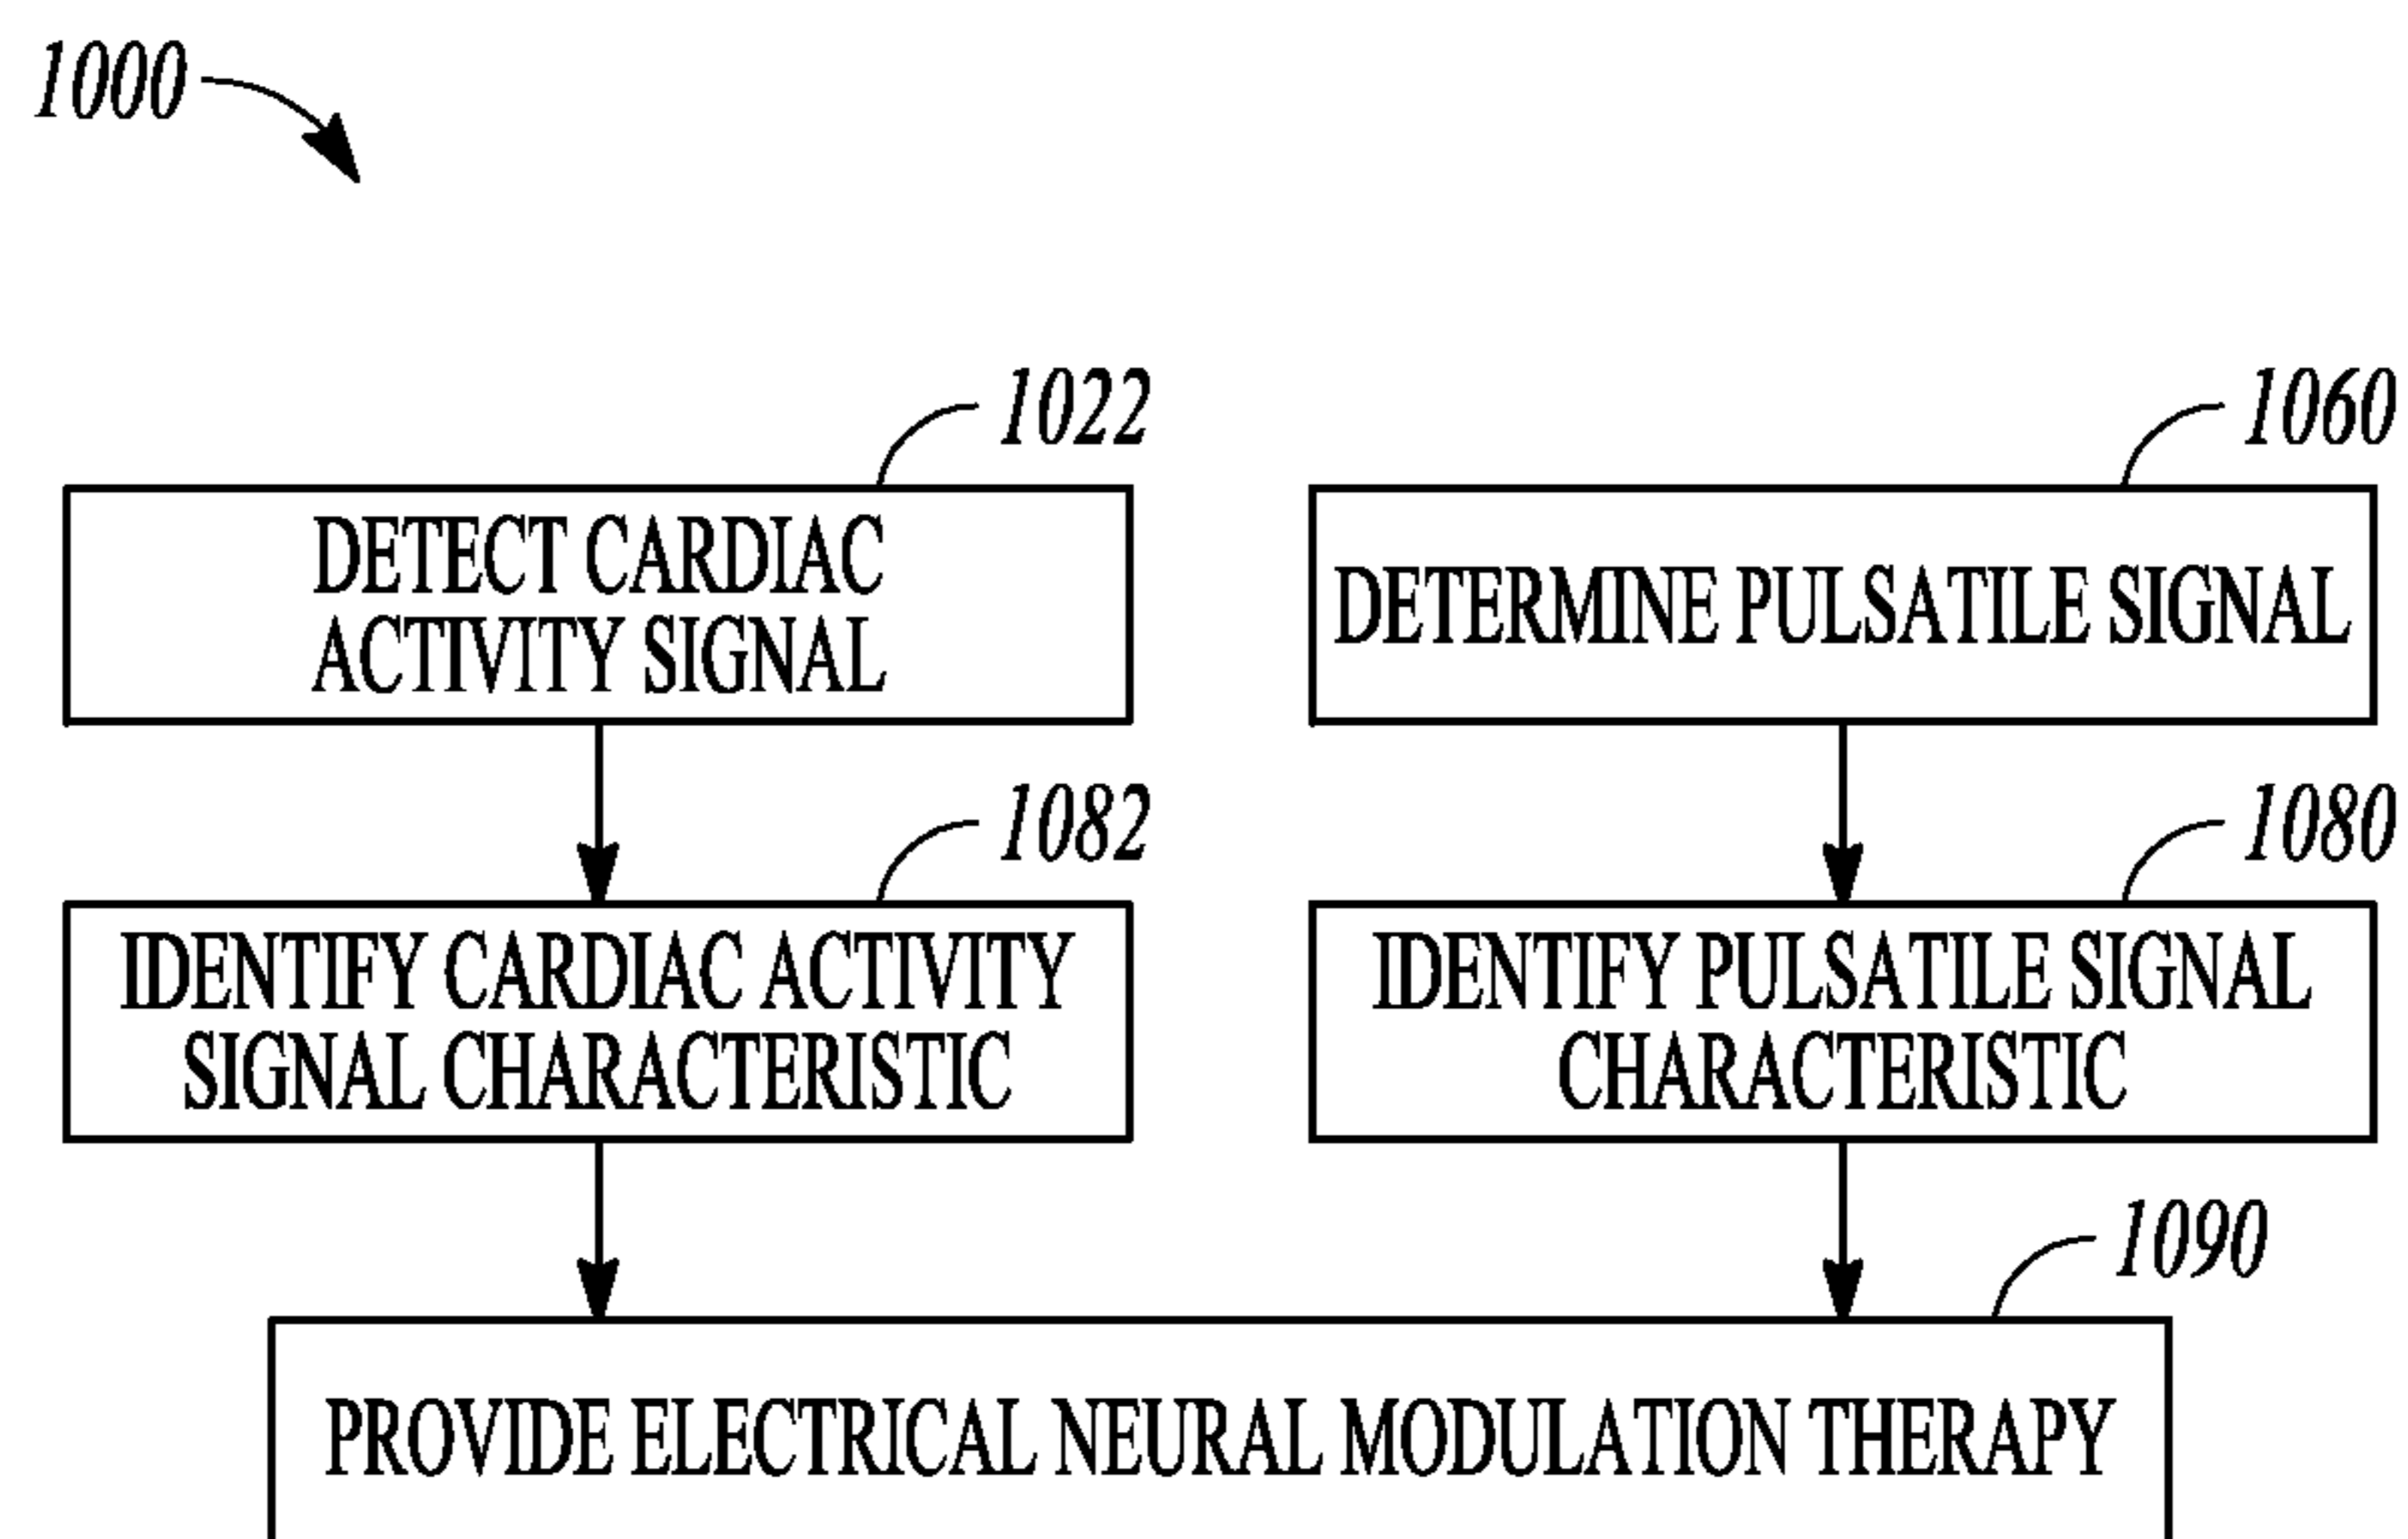 1000
1022
1060
DETECT CARDIAC
ACTIVITY SIGNAL
DETERMINE PULSATILE SIGNAL
1082
1080
IDENTIFY CARDIAC ACTIVITY
SIGNAL CHARACTERISTIC
IDENTIFY PULSATILE SIGNAL
CHARACTERISTIC
1090
PROVIDE ELECTRICAL NEURAL MODULATION THERAPY